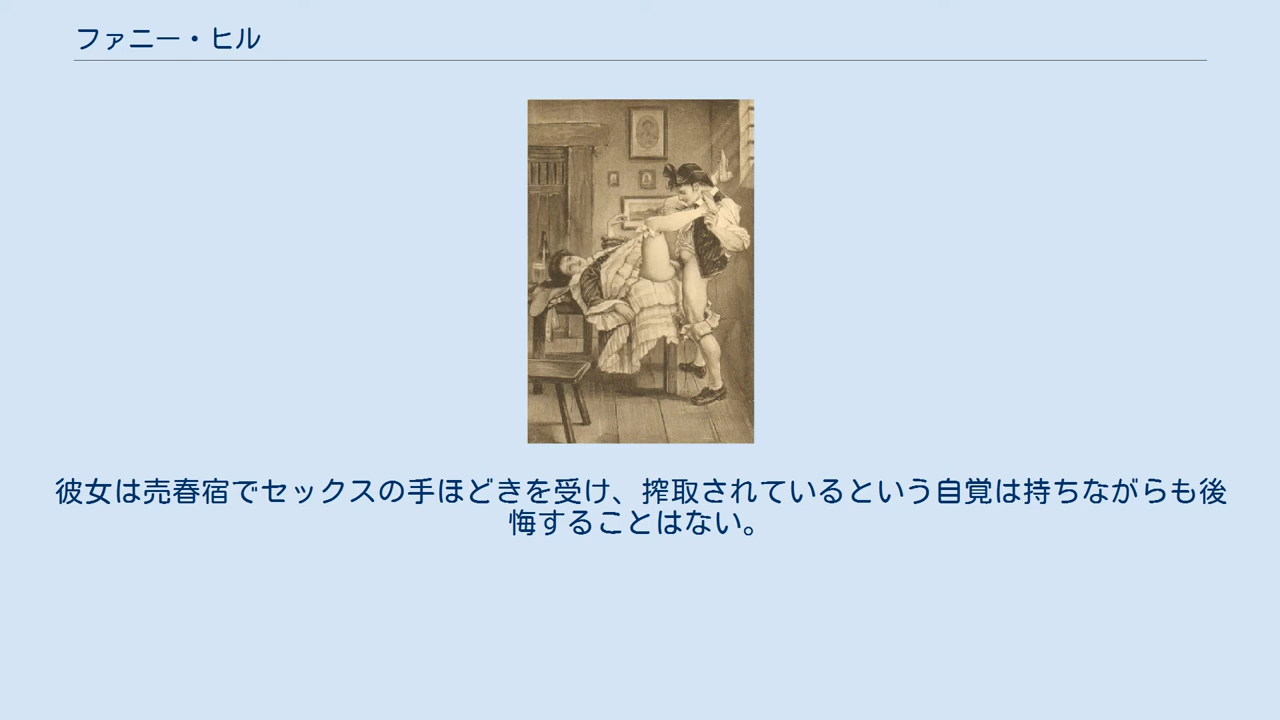 ファニー・ヒル
彼女は売春宿でセックスの手ほどきを受け、搾取されているという自覚は持ちながらも後
悔することはない。